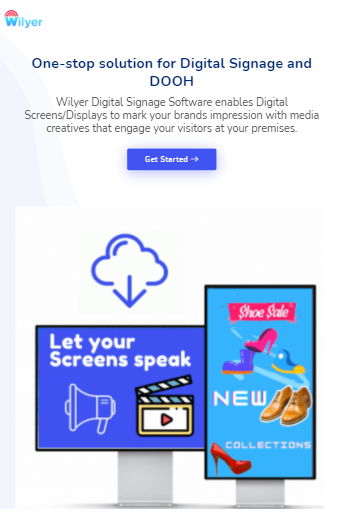 Wilyer
One-stop solution for Digital Signage and
DOOH
Wilyer Digital Signage Software enables Digital
Screens/Displays to mark your brands impression with media
creatives that engage your visitors at your premises.
Get Started →
Let your
Screens speak
$hoe $ale
NEW
COLLECTIONS